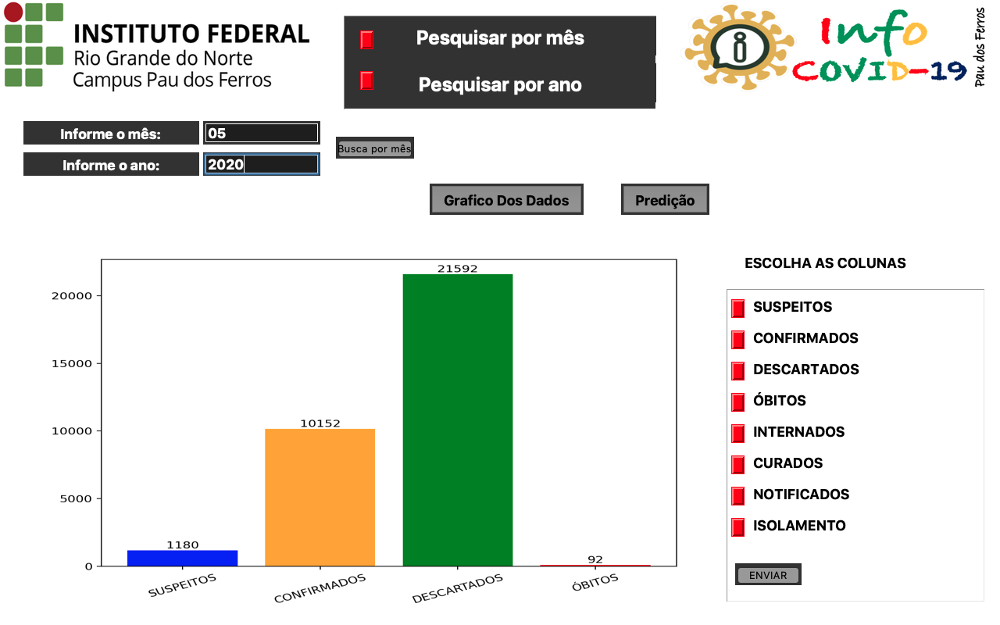 INSTITUTO FEDERAL
Rio Grande do Norte
Campus Pau dos Ferros
Pesquisar por mês
Pesquisar por ano
i
Info
COVID-19
Pau dos Ferros
Informe o mês: 05
Informe o ano: 2020
Busca por mês
Grafico Dos Dados
Predição
21592
20000
15000
10152
10000
5000
1180
92
0
SUSPEITOS
CONFIRMADOS
DESCARTADOS
ÓBITOS
ESCOLHA AS COLUNAS
SUSPEITOS
CONFIRMADOS
DESCARTADOS
ÓBITOS
INTERNADOS
CURADOS
NOTIFICADOS
ISOLAMENTO
ENVIAR